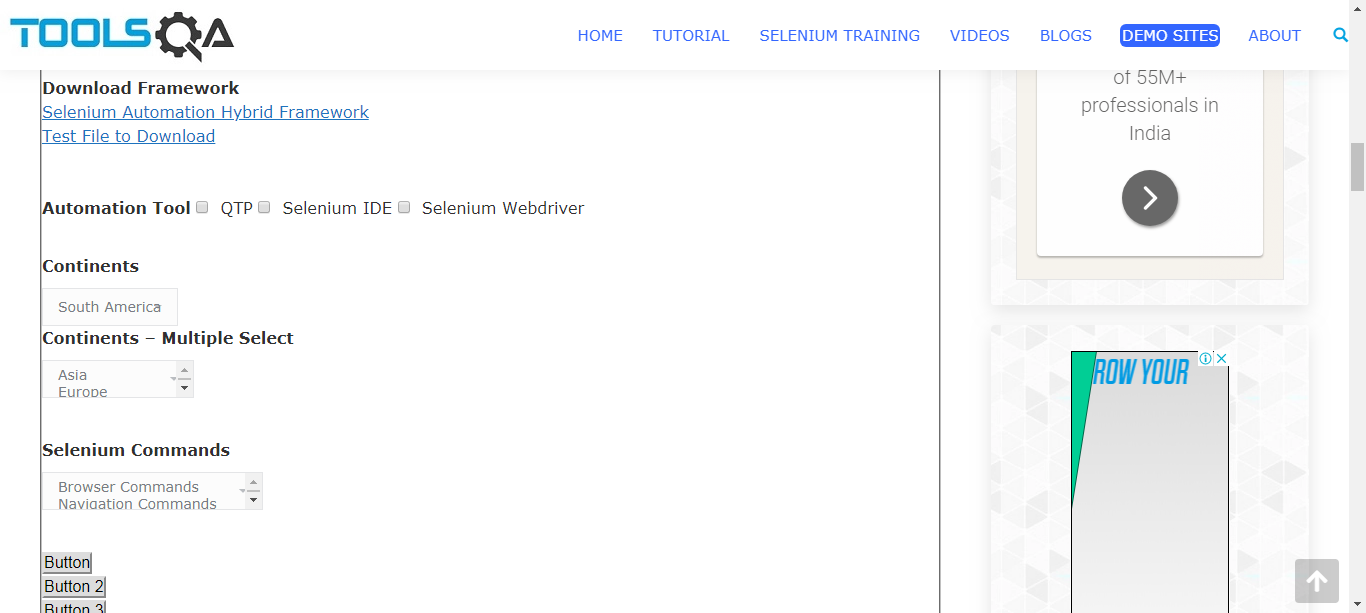 TOOLSQA
HOME TUTORIAL SELENIUM TRAINING VIDEOS BLOGS DEMO SITES ABOUT
Download Framework
Selenium Automation Hybrid Framework
Test File to Download
Automation Tool QTP Selenium IDE Selenium Webdriver
Continents
South America
Continents – Multiple Select
Asia
Europe
Selenium Commands
Browser Commands
Navigation Commands
Button
Button 2
Button 3
of 55M+
professionals in
India
ROW YOUR